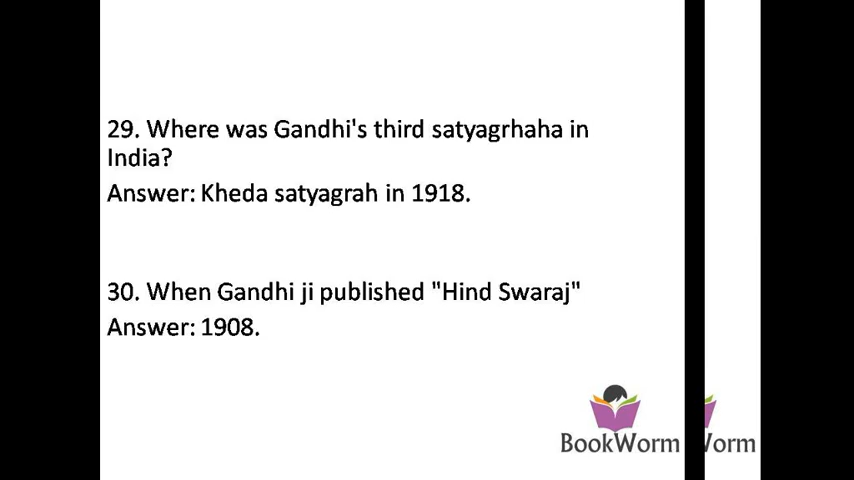 29. Where was Gandhi's third satyagrhaha in
India?
Answer: Kheda satyagrah in 1918.
30. When Gandhi ji published "Hind Swaraj"
Answer: 1908.
BookWorm
Worm